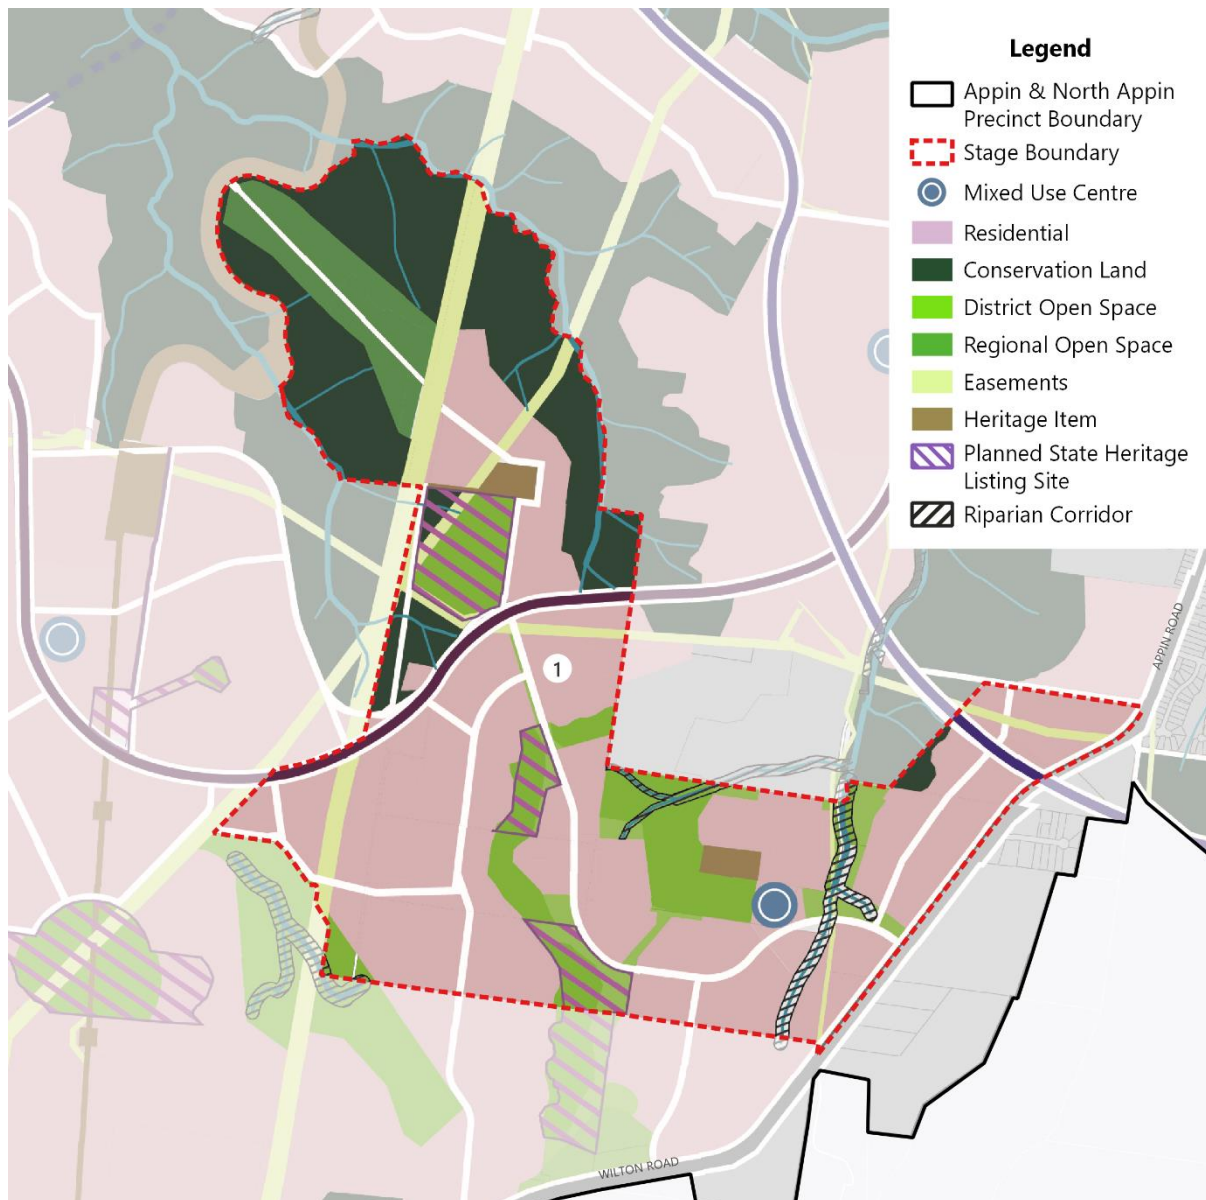 Legend
Appin & North Appin
Precinct Boundary
Stage Boundary
Mixed Use Centre
Residential
Conservation Land
District Open Space
Regional Open Space
Easements
Heritage Item
Planned State Heritage
Listing Site
Riparian Corridor
APPIN ROAD
1
WILTON ROAD